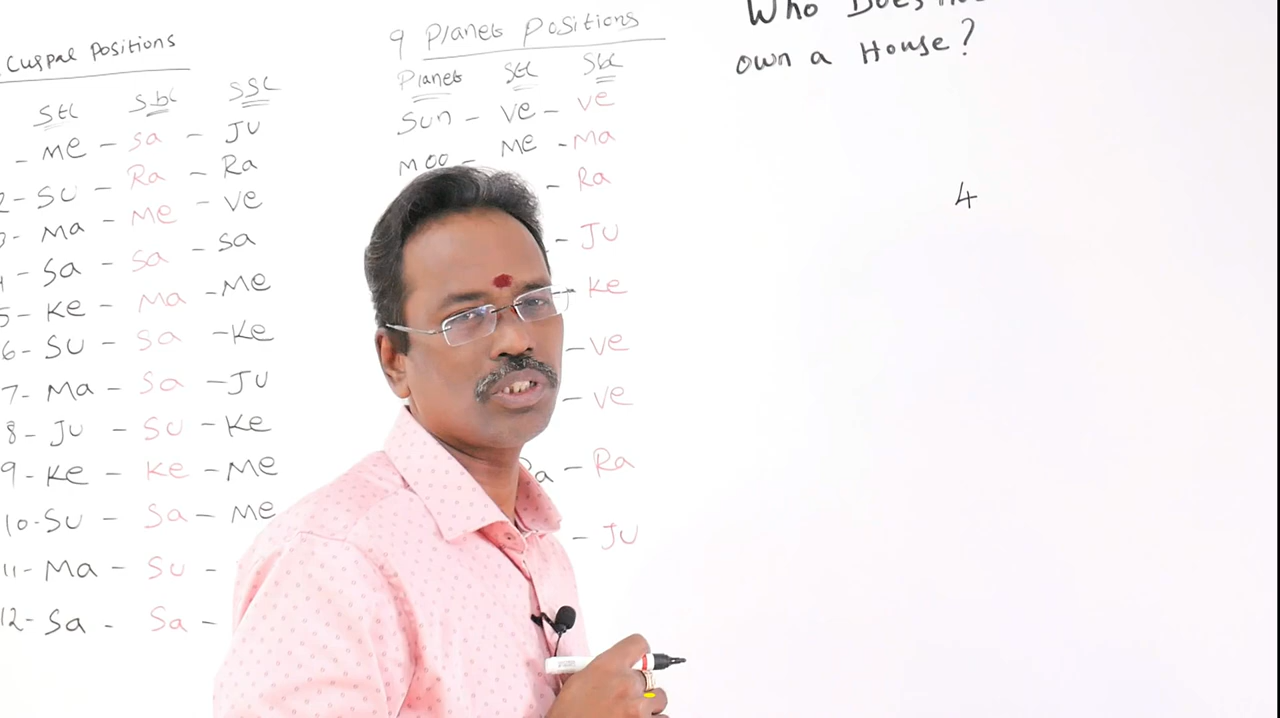 Cuspal Positions
Stl Sbl SSL
- Me - Sa - Ju
2- Su - Ra - Ra
3- Ma - Me - Ve
Sa - Sa - Sa
5- Ke - Ma - Me
6- Su - Sa - Ke
7- Ma - Sa - Ju
8- Ju - Su - Ke
9- Ke - Ke - Me
10- Su - Sa - Me
11- Ma - Su -
12- Sa - Sa -
9 Planet Positions
Planet Stl Sbl
Sun - Ve - Ve
Moo - Me - Ma
- Ra
- Ju
- Ke
- Ve
- Ve
- Ra
- Ju
Who
own a House?
4